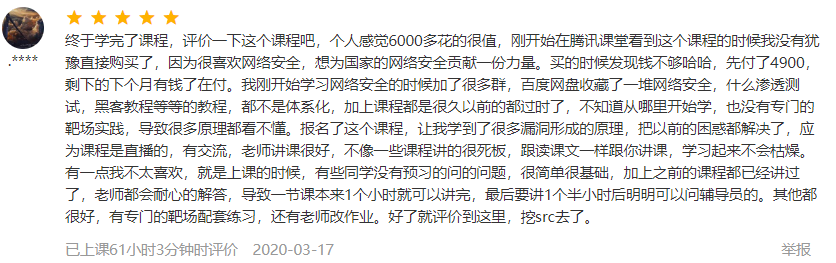 终于学完了课程，评价一下这个课程吧，个人感觉6000多花的很值，刚开始在腾讯课堂看到这个课程的时候我没有犹
豫直接购买了，因为很喜欢网络安全，想为国家的网络安全贡献一份力量。买的时候发现钱不够哈哈，先付了4900，
.****
剩下的下个月有钱了在付。我刚开始学习网络安全的时候加了很多群，百度网盘收藏了一堆网络安全，什么渗透测
试，黑客教程等等的教程，都不是体系化，加上课程都是很久以前的都过时了，不知道从哪里开始学，也没有专门的
靶场实践，导致很多原理都看不懂。报名了这个课程，让我学到了很多漏洞形成的原理，把以前的困惑都解决了，应
为课程是直播的，有交流，老师讲课很好，不像一些课程讲的很死板，跟读课文一样跟你讲课，学习起来不会枯燥。
有一点我不太喜欢，就是上课的时候，有些同学没有预习的问的问题，很简单很基础，加上之前的课程都已经讲过
了，老师都会耐心的解答，导致一节课本来1个小时就可以讲完，最后要讲1个半小时后明明可以问辅导员的。其他都
很好，有专门的靶场配套练习，还有老师改作业。好了就评价到这里，挖src去了。
已上课61小时3分钟时评价 2020-03-17 举报